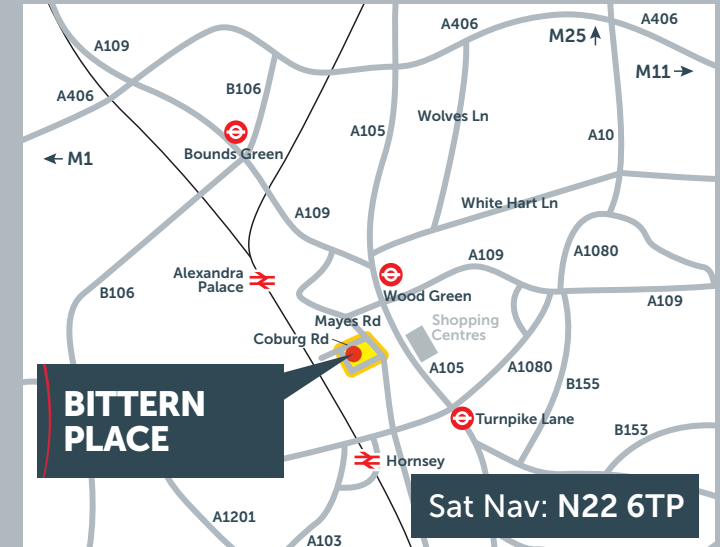 A406
A406
M25
A109
M11
A406
B106
Wolves Ln
A105
A10
Bounds Green
M1
White Hart Ln
A109
A1080
A109
Alexandra
Palace
B106
Wood Green
A109
Mayes Rd
Shopping
Centres
Coburg Rd
A105
A1080
B155
BITTERN
PLACE
Turnpike Lane
B153
Hornsey
Sat Nav: N22 6TP
A1201
A103